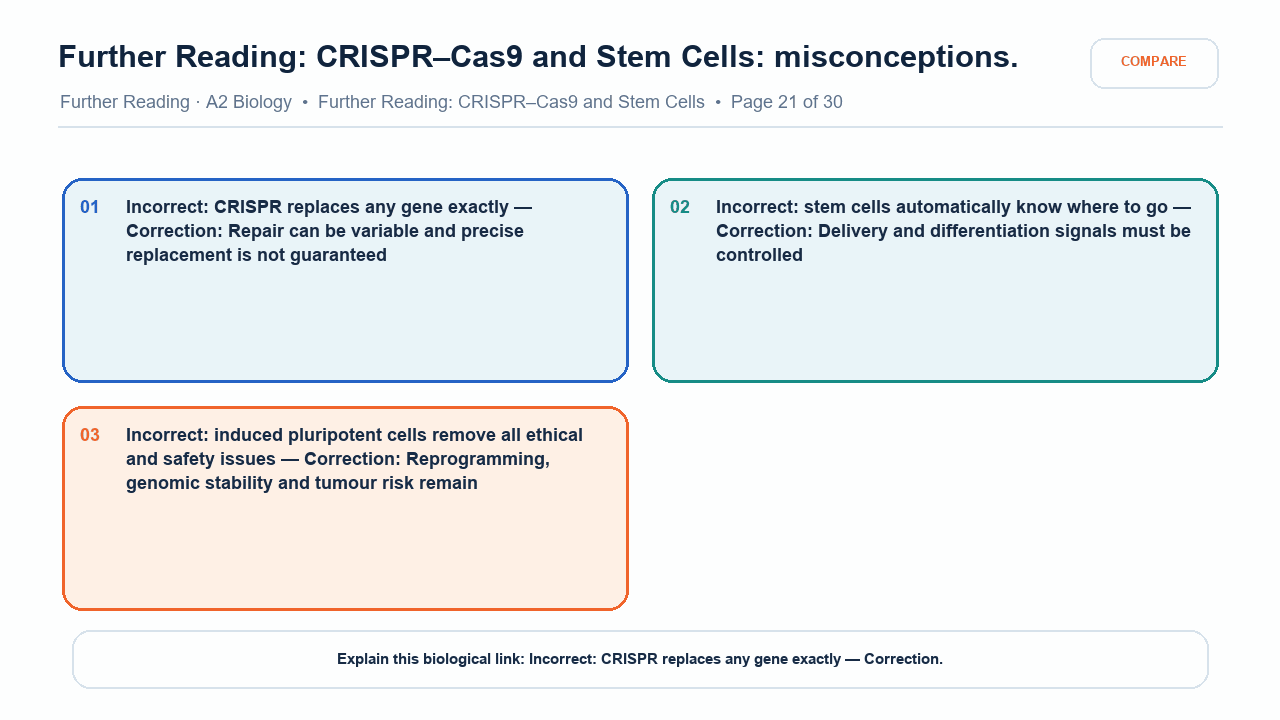 Further Reading: CRISPR–Cas9 and Stem Cells: misconceptions.
COMPARE
Further Reading · A2 Biology • Further Reading: CRISPR–Cas9 and Stem Cells • Page 21 of 30
01
Incorrect: CRISPR replaces any gene exactly —
Correction: Repair can be variable and precise
replacement is not guaranteed
02
Incorrect: stem cells automatically know where to go —
Correction: Delivery and differentiation signals must be
controlled
03
Incorrect: induced pluripotent cells remove all ethical
and safety issues — Correction: Reprogramming,
genomic stability and tumour risk remain
Explain this biological link: Incorrect: CRISPR replaces any gene exactly — Correction.